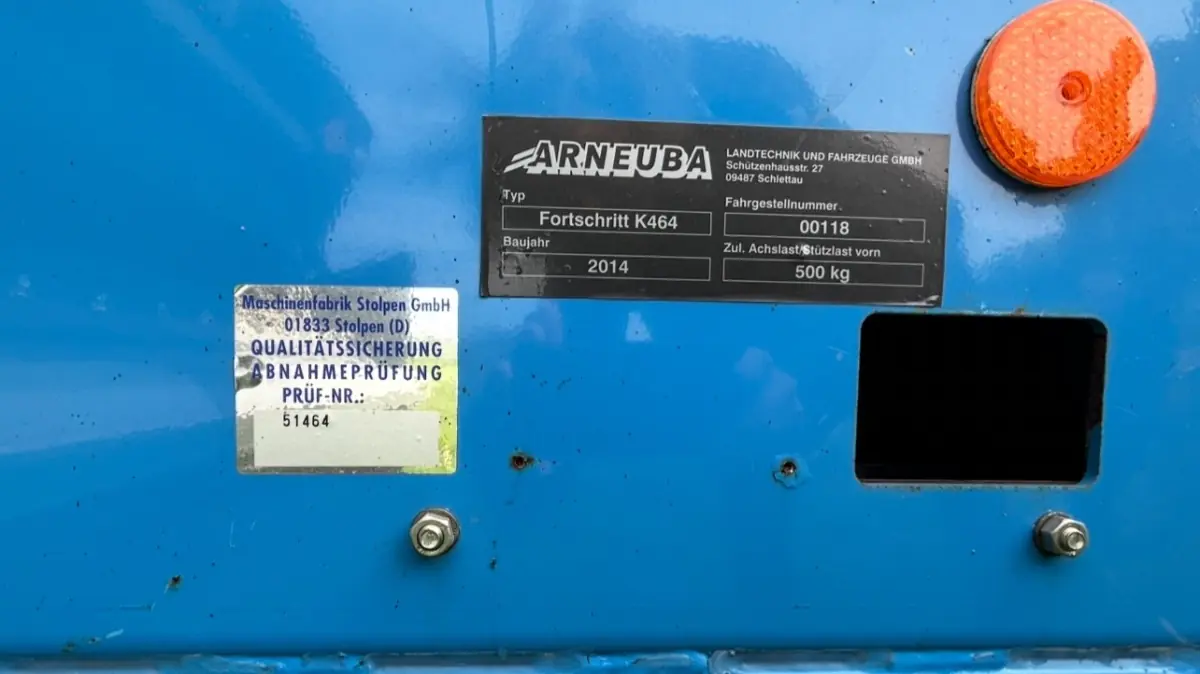 ARNEUBA
LANDTECHNIK UND FAHRZEUGE GMBH
Schützenhausstr. 27
09487 Schlettau
Typ
Fortschritt K464
Fahrgestellnummer
00118
Baujahr
2014
Zul. Achslast/Stützlast vorn
500 kg
Maschinenfabrik Stolpen GmbH
01833 Stolpen (D)
QUALITÄTSSICHERUNG
ABNAHMEPRÜFUNG
PRÜF-NR.:
51464